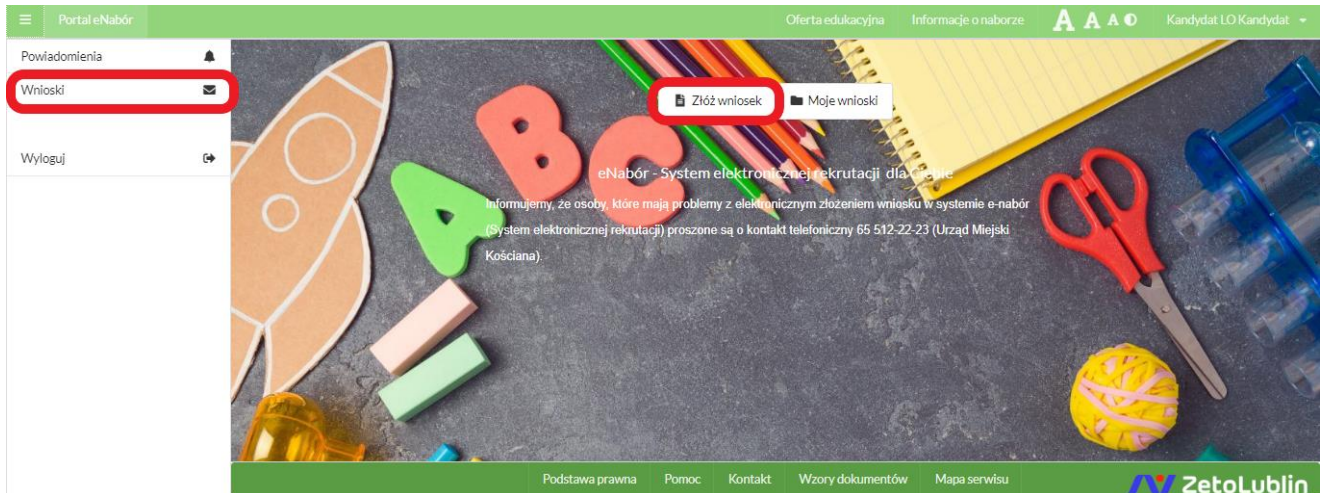 Portal eNabór
Oferta edukacyjna
Informacje o naborze
A A A
Kandydat LO Kandydat
Powiadomienia
Wnioski
Wyloguj
Złóż wniosek
Moje wnioski
A B C
eNabór - System elektronicznej rekrutacji dla Ciebie
Informujemy, że osoby, które mają problemy z elektronicznym złożeniem wniosku w systemie e-nabór
(System elektronicznej rekrutacji) proszone są o kontakt telefoniczny 65 512-22-23 (Urząd Miejski
Kościana).
Podstawa prawna
Pomoc
Kontakt
Wzory dokumentów
Mapa serwisu
ZetoLublin